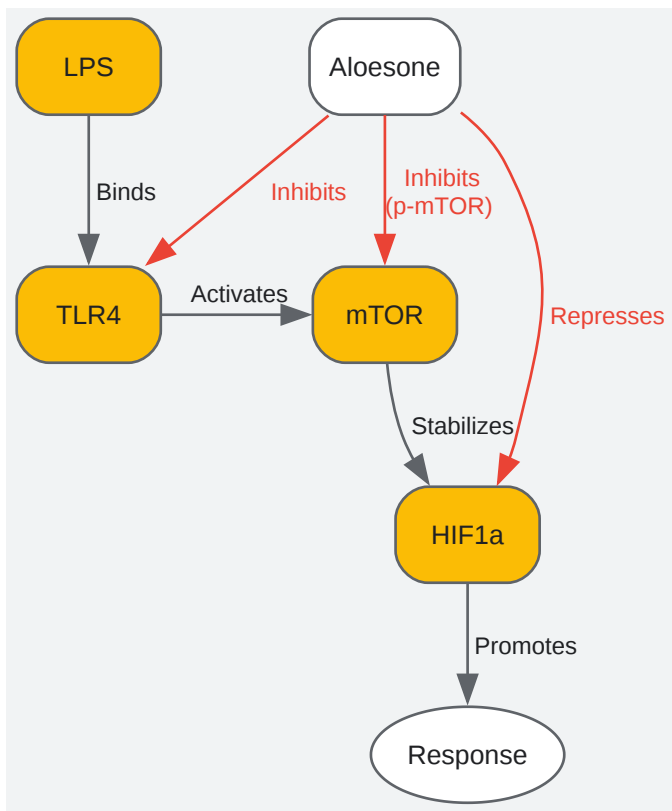 LPS
Aloesone
Binds
Inhibits
Inhibits
(p-mTOR)
TLR4
Activates
mTOR
Represses
Stabilizes
HIF1a
Promotes
Response